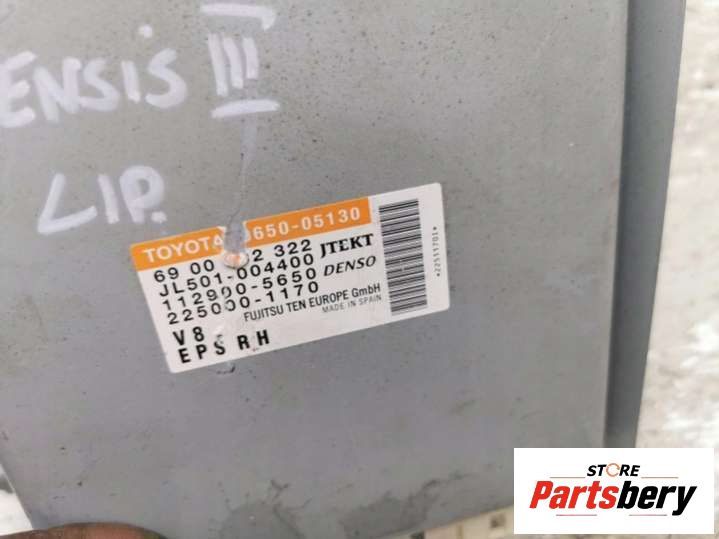 ENSIS III
LIP.
TOYOTA 650-05130
69 00 2 322 JTEKT
JL501-004400
112900-5650 DENSO
225000-1170
FUJITSU TEN EUROPE GmbH
MADE IN SPAIN
V8
EPS RH
*22511701*
STORE
Partsbery